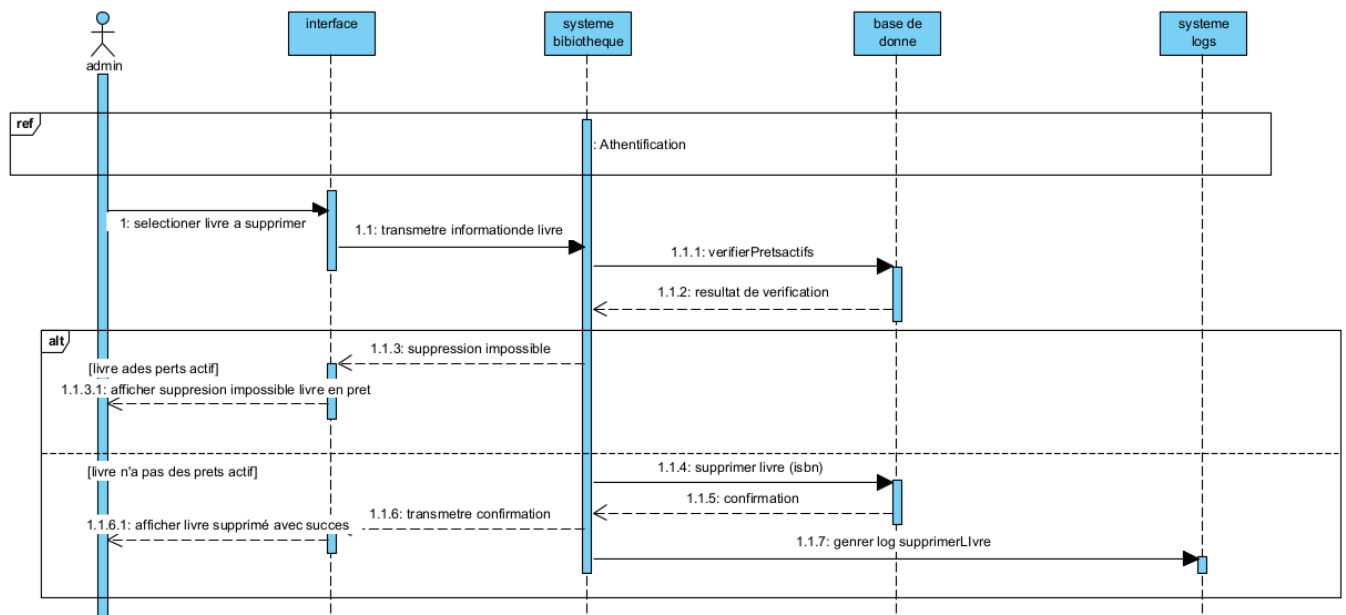 interface
systeme
bibiotheque
base de
donne
systeme
logs
admin
ref
: Athentification
1: selectioner livre a supprimer
1.1: transmetre informationde livre
1.1.1: verifierPretsactifs
1.1.2: resultat de verification
alt
1.1.3: suppression impossible
[livre ades perts actif]
1.1.3.1: afficher suppresion impossible livre en pret
[livre n'a pas des prets actif]
1.1.4: supprimer livre (isbn)
1.1.5: confirmation
1.1.6: transmetre confirmation
1.1.6.1: afficher livre supprimé avec succes
1.1.7: genrer log supprimerLIvre